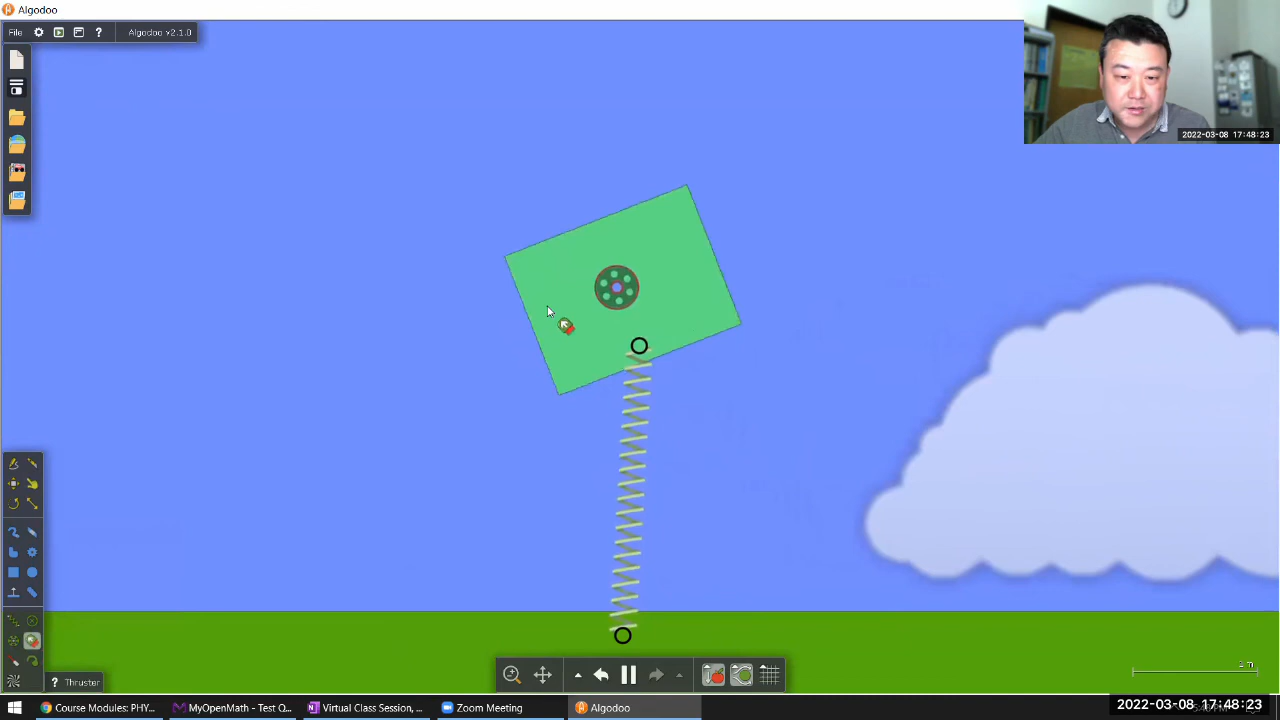 Algodoo
File
?
Algodoo v2.1.0
2022-03-08 17:48:23
1 m
? Thruster
Course Modules: PHY...
MyOpenMath - Test Q...
Virtual Class Session, ...
Zoom Meeting
Algodoo
2022-03-08 17:48:23